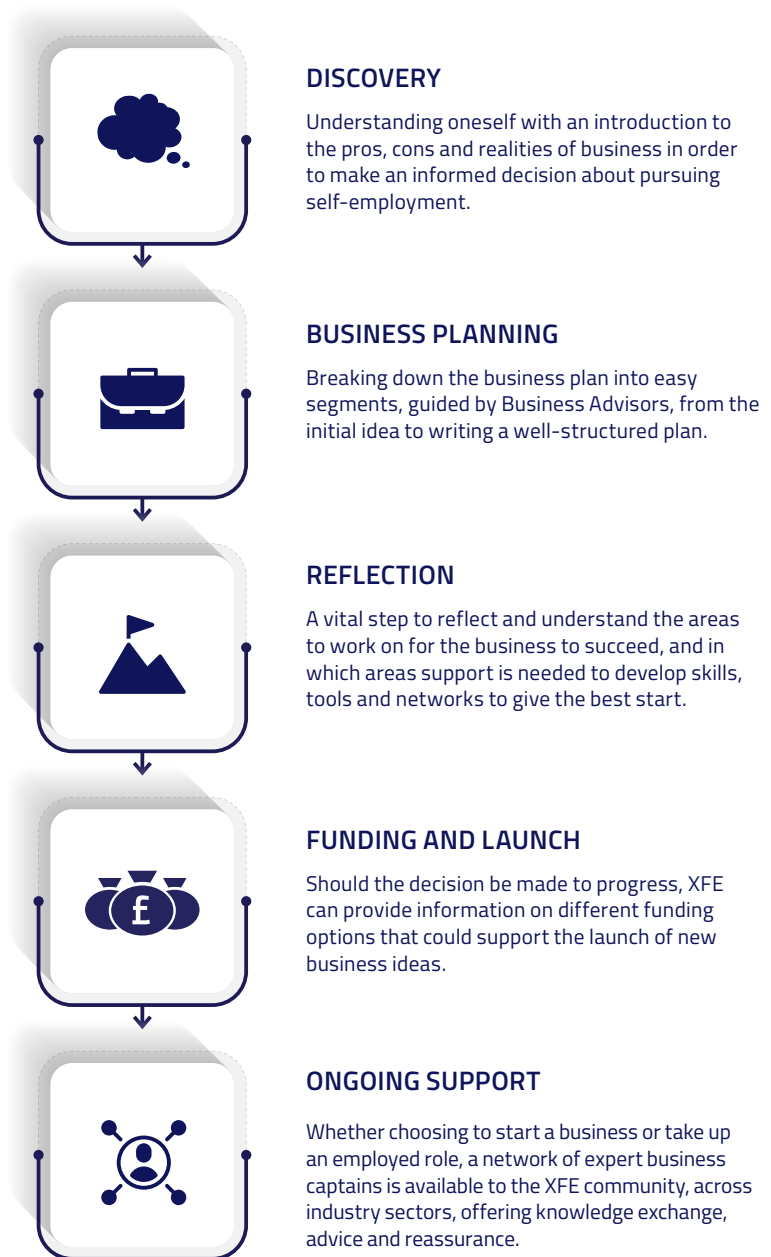 DISCOVERY
Understanding oneself with an introduction to
the pros, cons and realities of business in order
to make an informed decision about pursuing
self-employment.
BUSINESS PLANNING
Breaking down the business plan into easy
segments, guided by Business Advisors, from the
initial idea to writing a well-structured plan.
REFLECTION
A vital step to reflect and understand the areas
to work on for the business to succeed, and in
which areas support is needed to develop skills,
tools and networks to give the best start.
£
FUNDING AND LAUNCH
Should the decision be made to progress, XFE
can provide information on different funding
options that could support the launch of new
business ideas.
ONGOING SUPPORT
Whether choosing to start a business or take up
an employed role, a network of expert business
captains is available to the XFE community, across
industry sectors, offering knowledge exchange,
advice and reassurance.